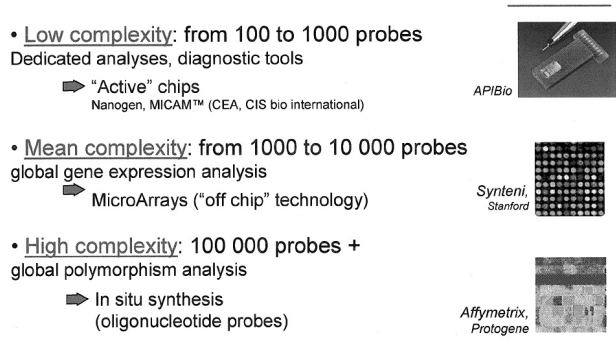 • Low complexity: from 100 to 1000 probes
Dedicated analyses, diagnostic tools
“Active” chips
Nanogen, MICAM™ (CEA, CIS bio international)
APIBio
• Mean complexity: from 1000 to 10 000 probes
global gene expression analysis
MicroArrays (“off chip” technology)
Synteni,
Stanford
• High complexity: 100 000 probes +
global polymorphism analysis
In situ synthesis
(oligonucleotide probes)
Affymetrix,
Protogene